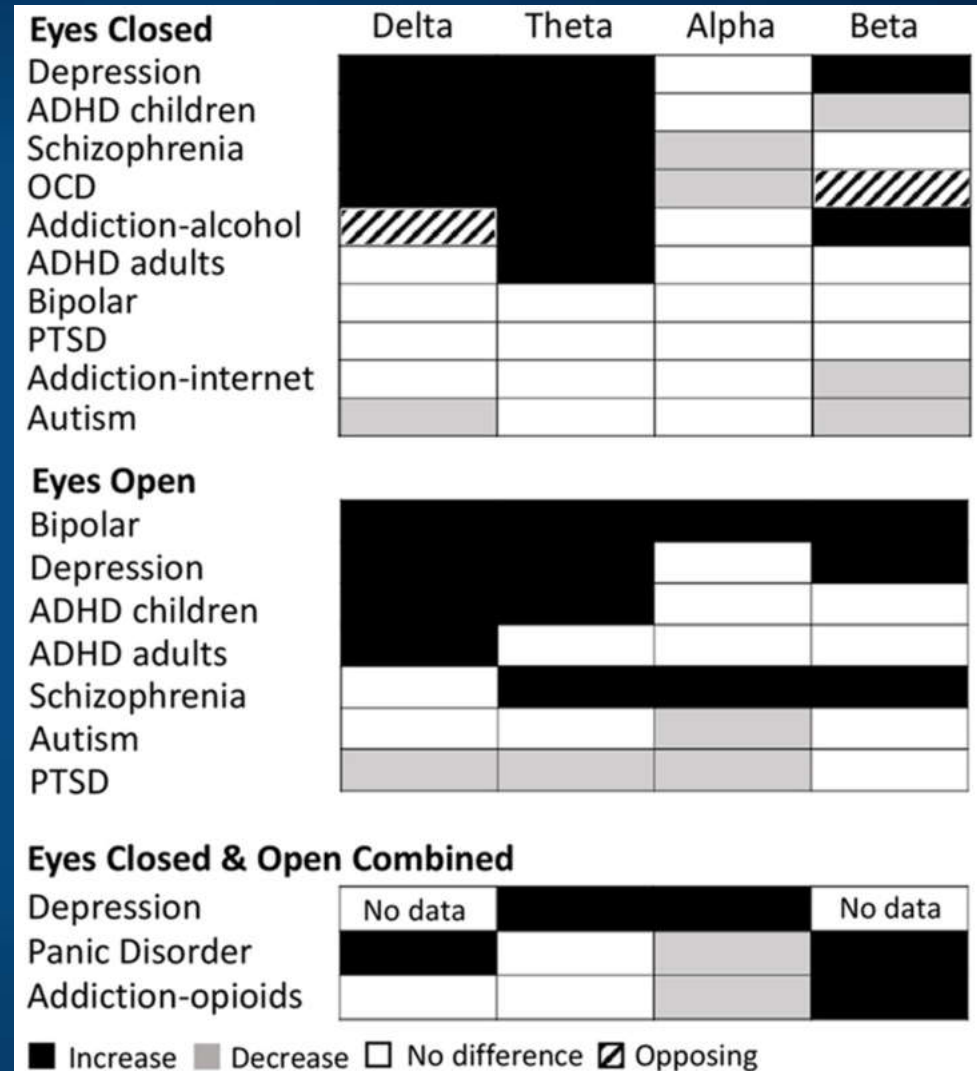 Eyes Closed Delta Theta Alpha Beta
Depression
ADHD children
Schizophrenia
OCD
Addiction-alcohol
ADHD adults
Bipolar
PTSD
Addiction-internet
Autism
Eyes Open
Bipolar
Depression
ADHD children
ADHD adults
Schizophrenia
Autism
PTSD
Eyes Closed & Open Combined
Depression No data No data
Panic Disorder
Addiction-opioids
Increase Decrease No difference Opposing